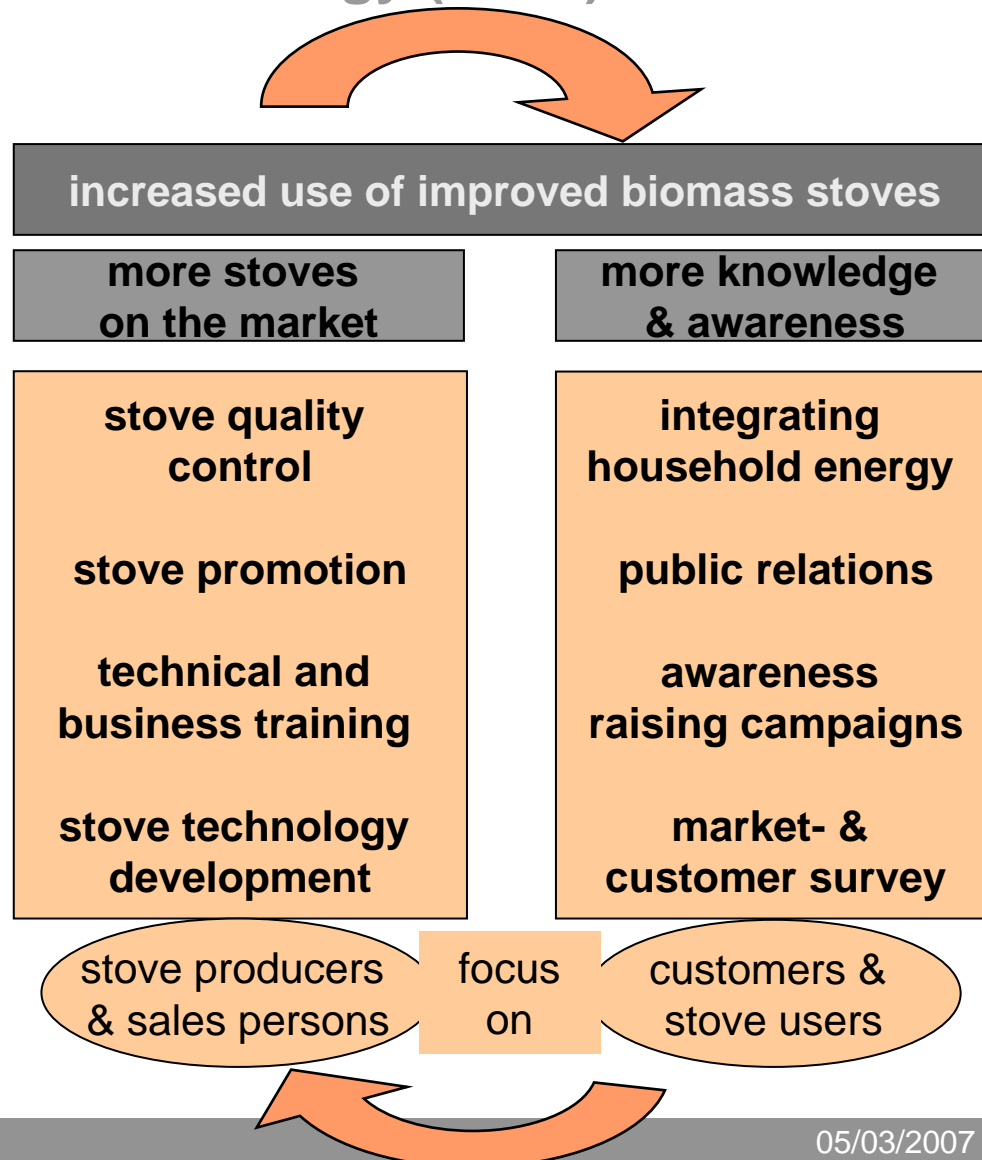 increased use of improved biomass stoves
more stoves
on the market
more knowledge
& awareness
stove quality
control
stove promotion
technical and
business training
stove technology
development
integrating
household energy
public relations
awareness
raising campaigns
market- &
customer survey
stove producers
& sales persons
focus
on
customers &
stove users
05/03/2007